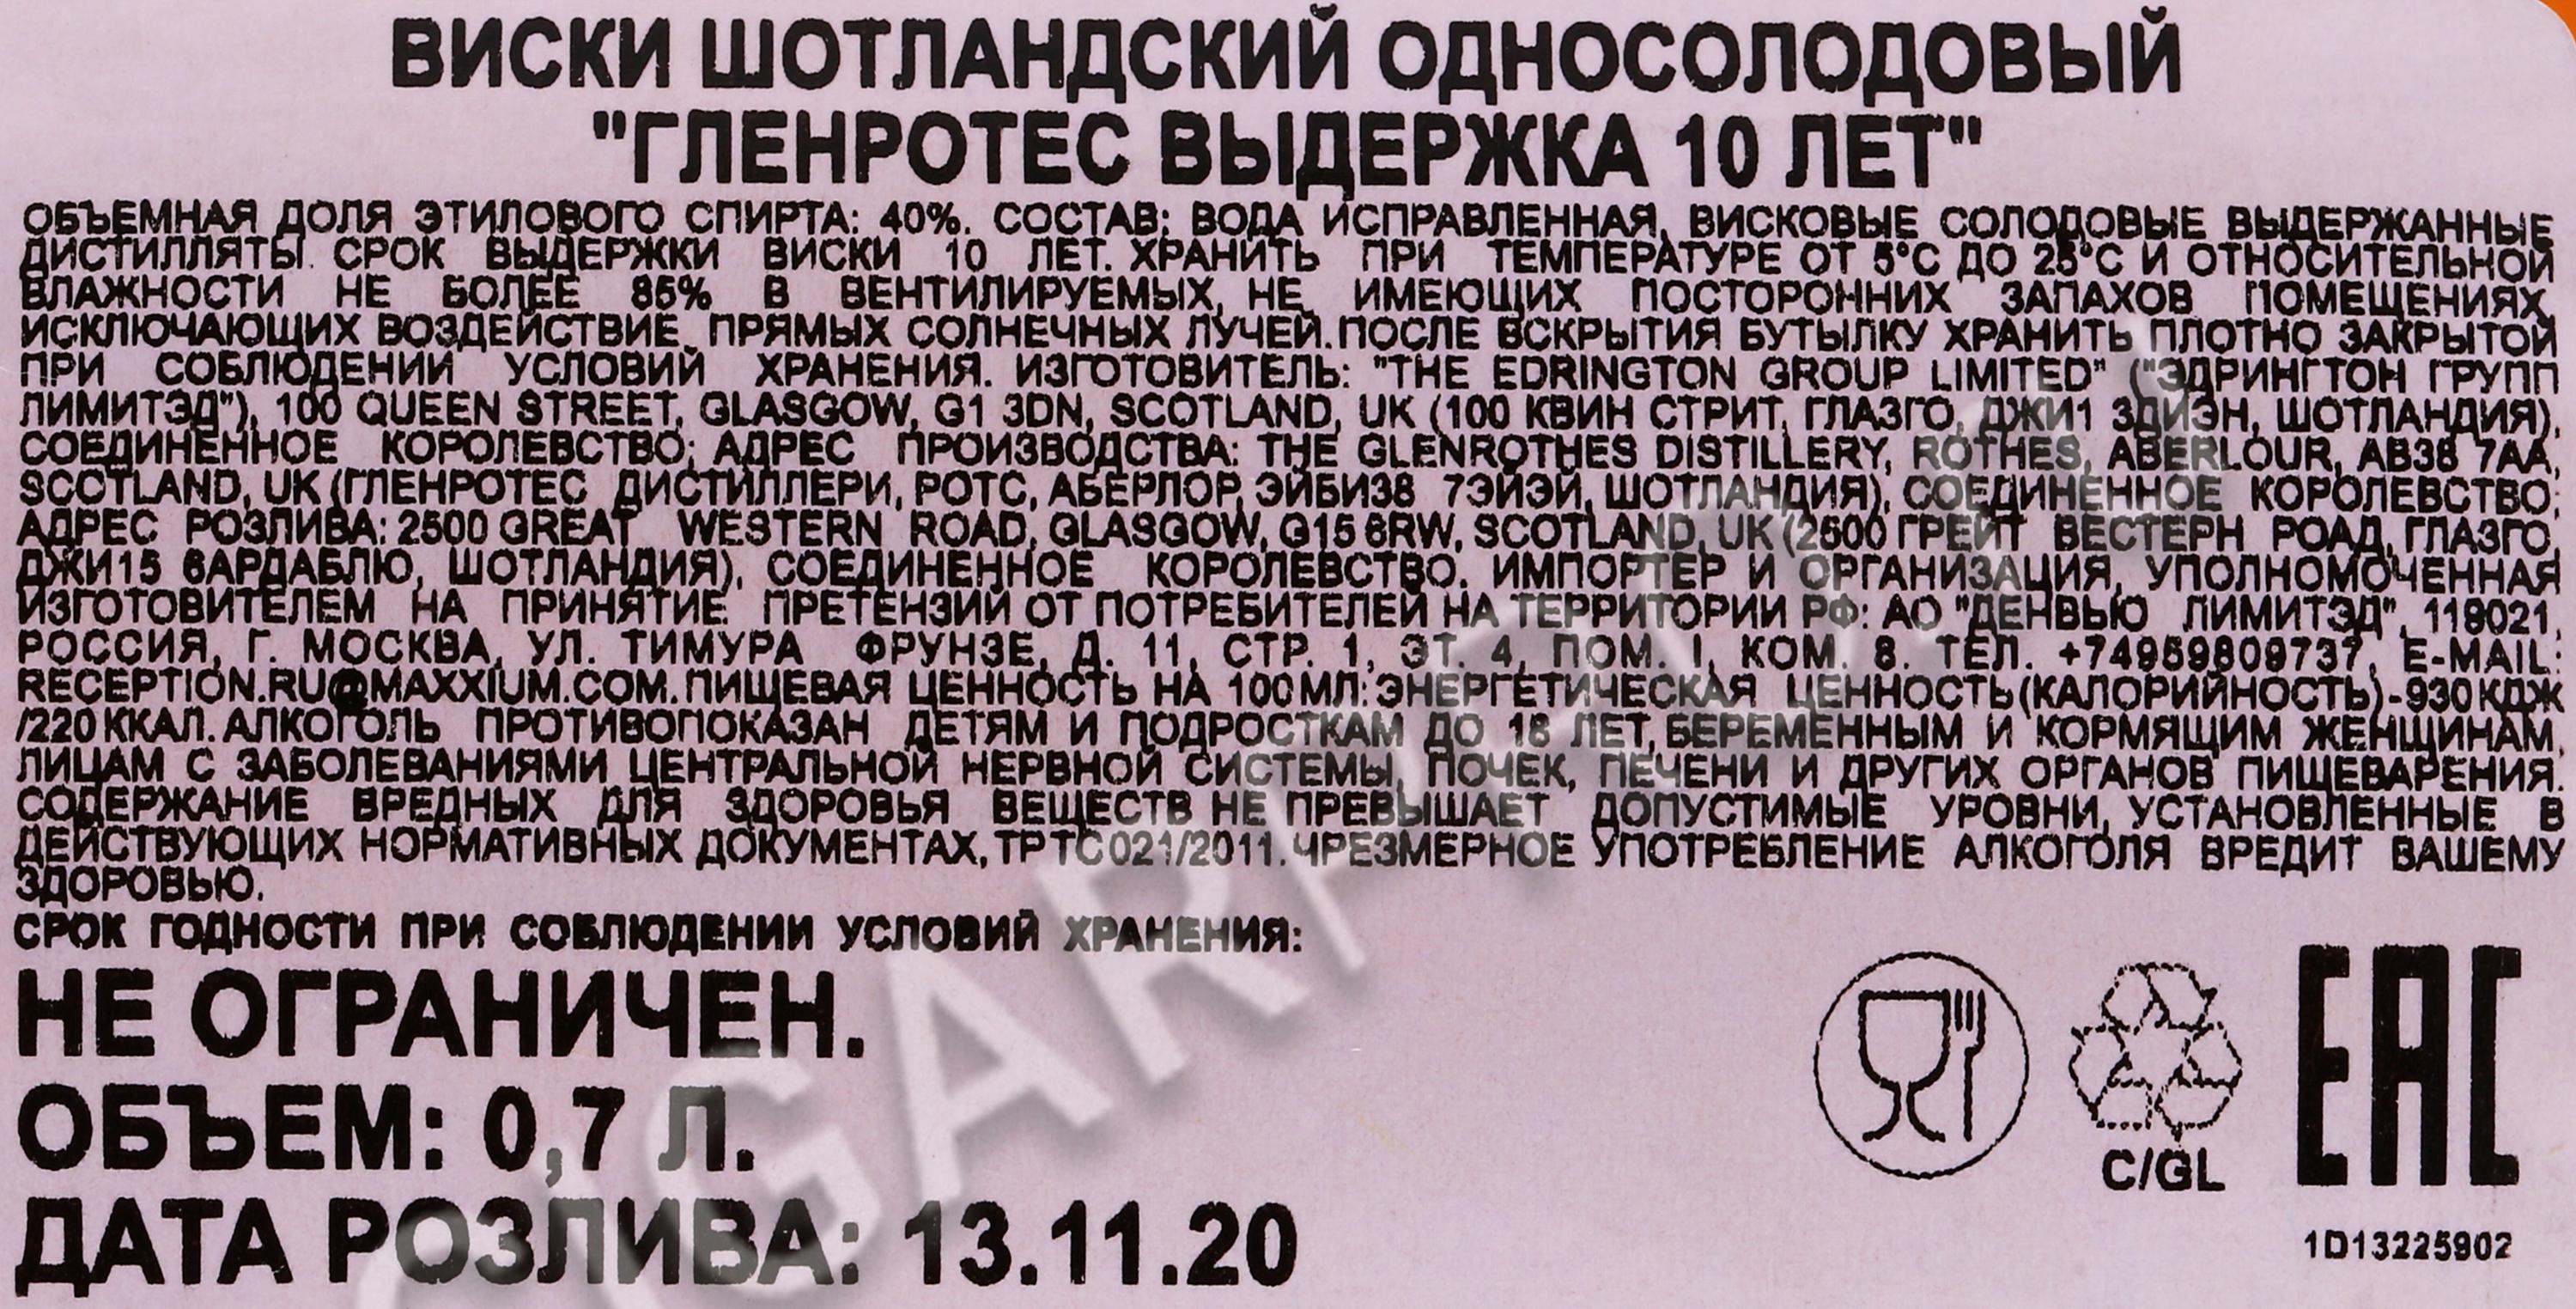 ВИСКИ ШОТЛАНДСКИЙ ОДНОСОЛОДОВЫЙ
"ГЛЕНРОТЕС ВЫДЕРЖКА 10 ЛЕТ"
ОБЪЕМНАЯ ДОЛЯ ЭТИЛОВОГО СПИРТА: 40%. СОСТАВ: ВОДА ИСПРАВЛЕННАЯ, ВИСКОВЫЕ СОЛОДОВЫЕ ВЫДЕРЖАННЫЕ
ДИСТИЛЛЯТЫ. СРОК ВЫДЕРЖКИ ВИСКИ 10 ЛЕТ. ХРАНИТЬ ПРИ ТЕМПЕРАТУРЕ ОТ 5°С ДО 25°С И ОТНОСИТЕЛЬНОЙ
ВЛАЖНОСТИ НЕ БОЛЕЕ 85% В ВЕНТИЛИРУЕМЫХ, НЕ ИМЕЮЩИХ ПОСТОРОННИХ ЗАПАХОВ ПОМЕЩЕНИЯХ,
ИСКЛЮЧАЮЩИХ ВОЗДЕЙСТВИЕ ПРЯМЫХ СОЛНЕЧНЫХ ЛУЧЕЙ. ПОСЛЕ ВСКРЫТИЯ БУТЫЛКУ ХРАНИТЬ ПЛОТНО ЗАКРЫТОЙ
ПРИ СОБЛЮДЕНИИ УСЛОВИЙ ХРАНЕНИЯ. ИЗГОТОВИТЕЛЬ: "THE EDRINGTON GROUP LIMITED" ("ЭДРИНГТОН ГРУПП
ЛИМИТЭД"), 100 QUEEN STREET, GLASGOW, G1 3DN, SCOTLAND, UK (100 КВИН СТРИТ, ГЛАЗГО, ДЖИ1 3ДИЭН, ШОТЛАНДИЯ),
СОЕДИНЕННОЕ КОРОЛЕВСТВО; АДРЕС ПРОИЗВОДСТВА: THE GLENROTHES DISTILLERY, ROTHES, ABERLOUR, AB38 7AA,
SCOTLAND, UK (ГЛЕНРОТЕС ДИСТИЛЛЕРИ, РОТС, АБЕРЛОР, ЭЙБИ38 7ЭЙЭЙ, ШОТЛАНДИЯ), СОЕДИНЕННОЕ КОРОЛЕВСТВО;
АДРЕС РОЗЛИВА: 2500 GREAT WESTERN ROAD, GLASGOW, G15 6RW, SCOTLAND, UK (2500 ГРЕЙТ ВЕСТЕРН РОАД, ГЛАЗГО,
ДЖИ15 6АРДАБЛЮ, ШОТЛАНДИЯ), СОЕДИНЕННОЕ КОРОЛЕВСТВО. ИМПОРТЕР И ОРГАНИЗАЦИЯ, УПОЛНОМОЧЕННАЯ
ИЗГОТОВИТЕЛЕМ НА ПРИНЯТИЕ ПРЕТЕНЗИЙ ОТ ПОТРЕБИТЕЛЕЙ НА ТЕРРИТОРИИ РФ: АО "ДЕНВЬЮ ЛИМИТЭД", 119021,
РОССИЯ, Г. МОСКВА, УЛ. ТИМУРА ФРУНЗЕ, Д. 11, СТР. 1, ЭТ. 4, ПОМ. I, КОМ. 8. ТЕЛ. +74959809737, E-MAIL:
RECEPTION.RU@MAXXIUM.COM. ПИЩЕВАЯ ЦЕННОСТЬ НА 100 МЛ: ЭНЕРГЕТИЧЕСКАЯ ЦЕННОСТЬ (КАЛОРИЙНОСТЬ)-930 КДЖ
/220 ККАЛ. АЛКОГОЛЬ ПРОТИВОПОКАЗАН ДЕТЯМ И ПОДРОСТКАМ ДО 18 ЛЕТ, БЕРЕМЕННЫМ И КОРМЯЩИМ ЖЕНЩИНАМ,
ЛИЦАМ С ЗАБОЛЕВАНИЯМИ ЦЕНТРАЛЬНОЙ НЕРВНОЙ СИСТЕМЫ, ПОЧЕК, ПЕЧЕНИ И ДРУГИХ ОРГАНОВ ПИЩЕВАРЕНИЯ.
СОДЕРЖАНИЕ ВРЕДНЫХ ДЛЯ ЗДОРОВЬЯ ВЕЩЕСТВ НЕ ПРЕВЫШАЕТ ДОПУСТИМЫЕ УРОВНИ, УСТАНОВЛЕННЫЕ В
ДЕЙСТВУЮЩИХ НОРМАТИВНЫХ ДОКУМЕНТАХ, ТР ТС 021/2011. ЧРЕЗМЕРНОЕ УПОТРЕБЛЕНИЕ АЛКОГОЛЯ ВРЕДИТ ВАШЕМУ
ЗДОРОВЬЮ.
СРОК ГОДНОСТИ ПРИ СОБЛЮДЕНИИ УСЛОВИЙ ХРАНЕНИЯ:
НЕ ОГРАНИЧЕН.
ОБЪЕМ: 0,7 Л.
ДАТА РОЗЛИВА: 13.11.20
C/GL
EAC
1D13225902